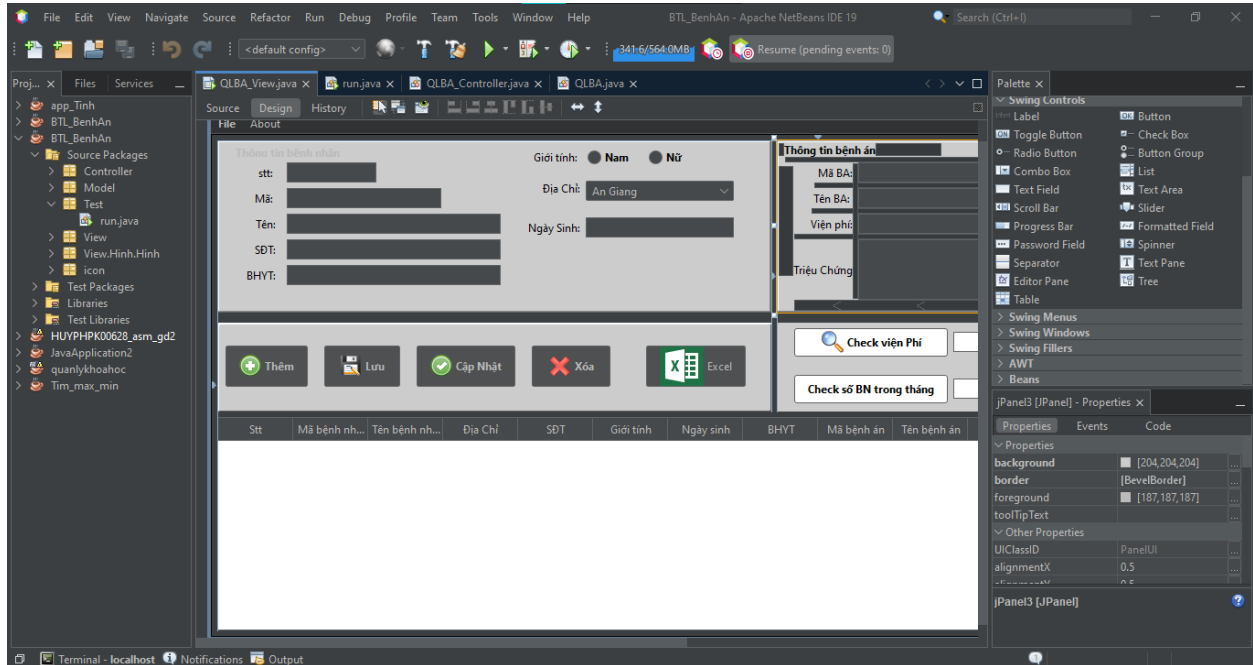 File Edit View Navigate Source Refactor Run Debug Profile Team Tools Window Help BTL_BenhAn - Apache NetBeans IDE 19 Search (Ctrl+I)
<default config> 341.6/564.0MB Resume (pending events: 0)
Proj... Files Services
QLBA_View.java run.java QLBA_Controller.java QLBA.java
Source Design History
app_Tinh
BTL_BenhAn
BTL_BenhAn
Source Packages
Controller
Model
Test
run.java
View
View.Hinh.Hinh
icon
Test Packages
Libraries
Test Libraries
HUYPHPK00628_asm_gd2
JavaApplication2
quanlykhoahoc
Tim_max_min
File About
Thông tin bệnh nhân
stt:
Mã:
Tên:
SĐT:
BHYT:
Giới tính: Nam Nữ
Địa Chỉ: An Giang
Ngày Sinh:
Thông tin bệnh án
Mã BA:
Tên BA:
Viện phí:
Triệu Chứng
Thêm Lưu Cập Nhật Xóa Excel
Check viện Phí
Check số BN trong tháng
Stt Mã bệnh nh... Tên bệnh nh... Địa Chỉ SĐT Giới tính Ngày sinh BHYT Mã bệnh án Tên bệnh án
Palette
Swing Controls
Label Button
Toggle Button Check Box
Radio Button Button Group
Combo Box List
Text Field Text Area
Scroll Bar Slider
Progress Bar Formatted Field
Password Field Spinner
Separator Text Pane
Editor Pane Tree
Table
Swing Menus
Swing Windows
Swing Fillers
AWT
Beans
jPanel3 [JPanel] - Properties
Properties Events Code
Properties
background [204,204,204] ...
border [BevelBorder] ...
foreground [187,187,187] ...
toolTipText ...
Other Properties
UIClassID PanelUI
alignmentX 0.5 ...
alignmentY 0.5
jPanel3 [JPanel]
Terminal - localhost Notifications Output